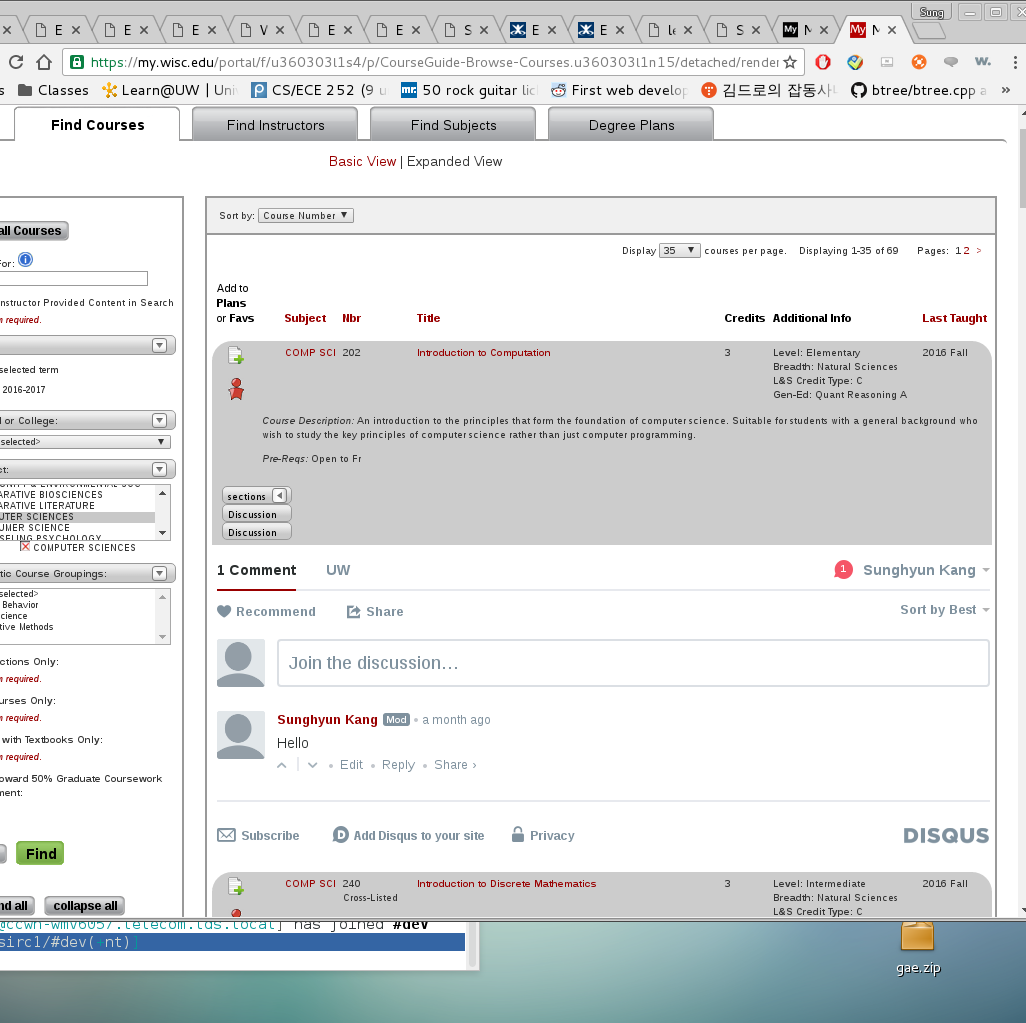 Sung
E E E V E E S E E le S My N My N
https://my.wisc.edu/portal/f/u360303l1s4/p/CourseGuide-Browse-Courses.u360303l1n15/detached/render
s Classes Learn@UW | Uni CS/ECE 252 (9 u mr. 50 rock guitar lic First web develop 김드로의 잡동사니 btree/btree.cpp a »
Find Courses Find Instructors Find Subjects Degree Plans
Basic View | Expanded View
all Courses
For:
Instructor Provided Content in Search
n required.
selected term
2016-2017
l or College:
selected>
ct:
ARATIVE BIOSCIENCES
ARATIVE LITERATURE
UTER SCIENCES
UMER SCIENCE
SELING PSYCHOLOGY
COMPUTER SCIENCES
tic Course Groupings:
selected>
Behavior
cience
tive Methods
ctions Only:
n required.
urses Only:
n required.
with Textbooks Only:
n required.
oward 50% Graduate Coursework
ment:
Find
nd all collapse all
Sort by: Course Number ▼
Display 35 ▼ courses per page. Displaying 1-35 of 69 Pages: 1 2 >
Add to
Plans
or Favs Subject Nbr Title Credits Additional Info Last Taught
COMP SCI 202 Introduction to Computation 3 Level: Elementary 2016 Fall
Breadth: Natural Sciences
L&S Credit Type: C
Gen-Ed: Quant Reasoning A
Course Description: An introduction to the principles that form the foundation of computer science. Suitable for students with a general background who
wish to study the key principles of computer science rather than just computer programming.
Pre-Reqs: Open to Fr
sections
Discussion
Discussion
1 Comment UW 1 Sunghyun Kang
Recommend Share Sort by Best
Join the discussion...
Sunghyun Kang Mod • a month ago
Hello
• Edit • Reply • Share ›
Subscribe Add Disqus to your site Privacy DISQUS
COMP SCI 240 Introduction to Discrete Mathematics 3 Level: Intermediate 2016 Fall
Cross-Listed Breadth: Natural Sciences
L&S Credit Type: C
@ccwn-wmv6057.telecom.lds.local] has joined #dev
sirc1/#dev(+nt)]
gae.zip